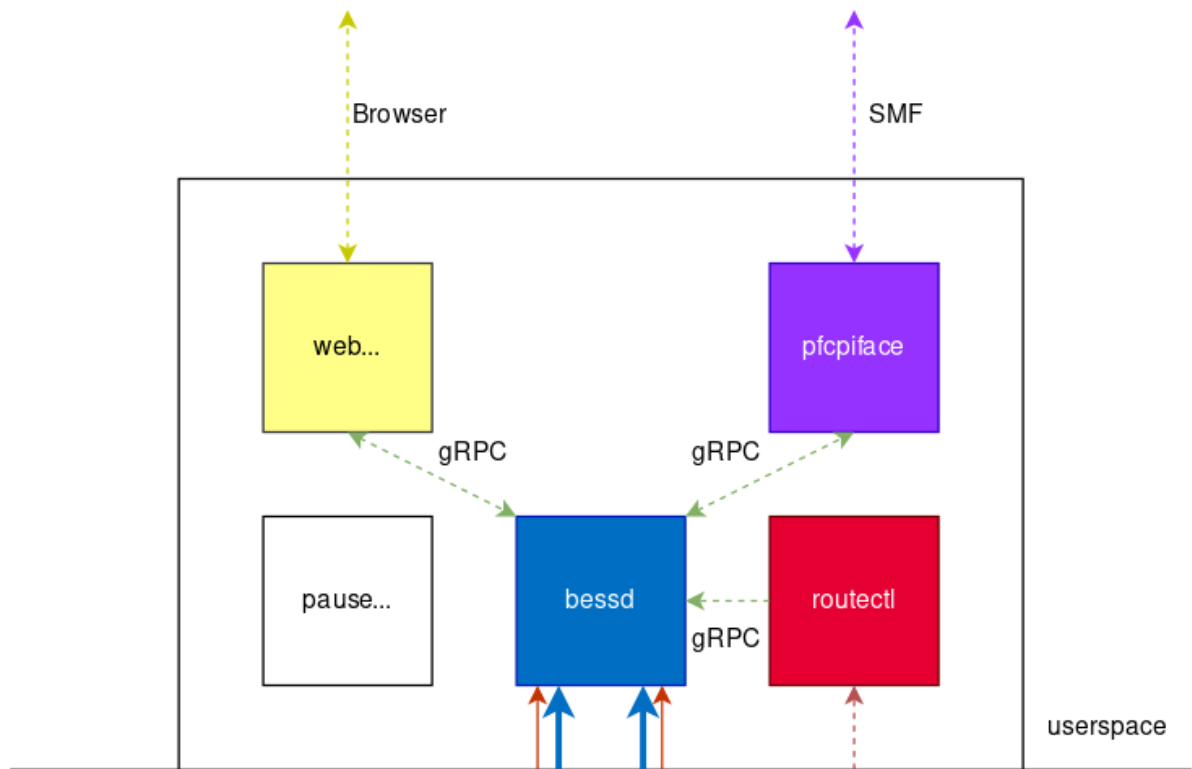 Browser
SMF
web...
pfcpiface
gRPC
gRPC
pause...
bessd
routectl
gRPC
userspace